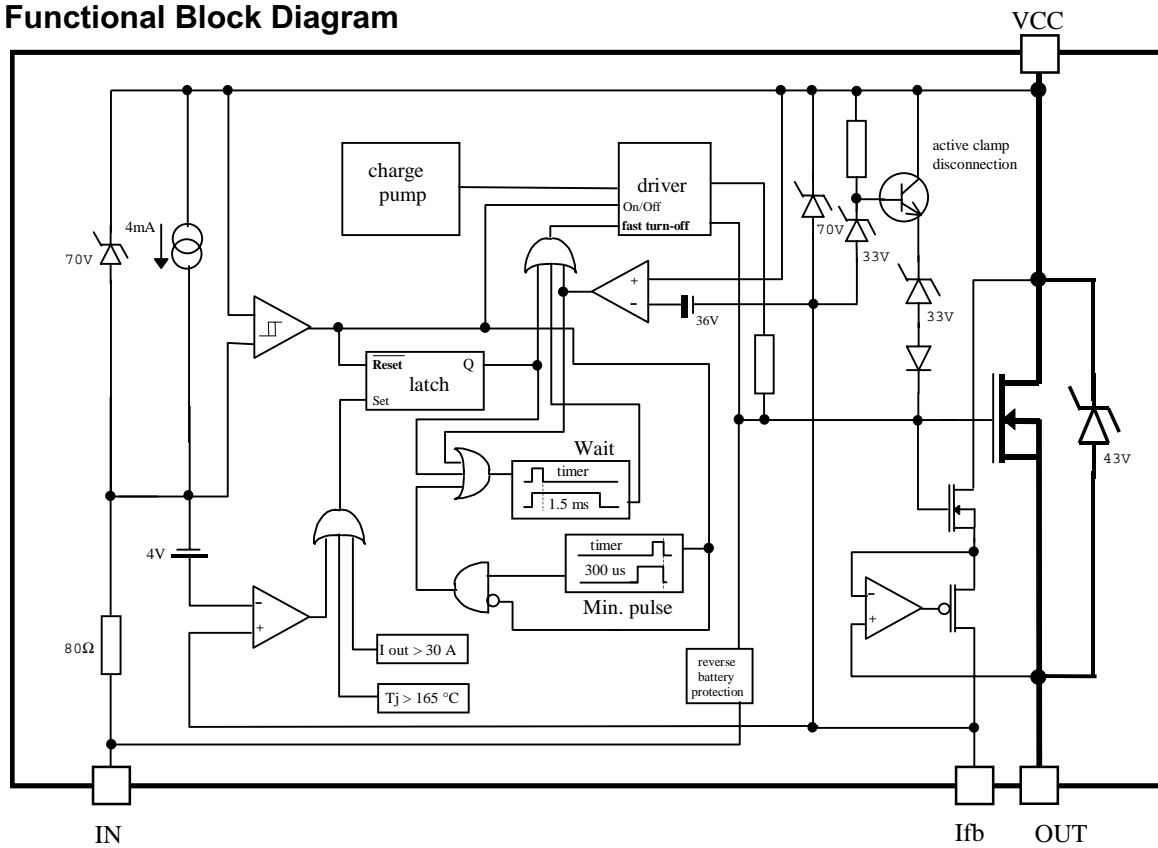 Functional Block Diagram
VCC
active clamp
disconnection
charge
pump
driver
On/Off
fast turn-off
4mA
70V
70V
33V
+
-
36V
33V
Reset
Q
latch
Set
43V
Wait
timer
1.5 ms
4V
timer
300 us
Min. pulse
-
+
-
+
80Ω
I out > 30 A
reverse
battery
protection
Tj > 165 °C
IN
Ifb
OUT